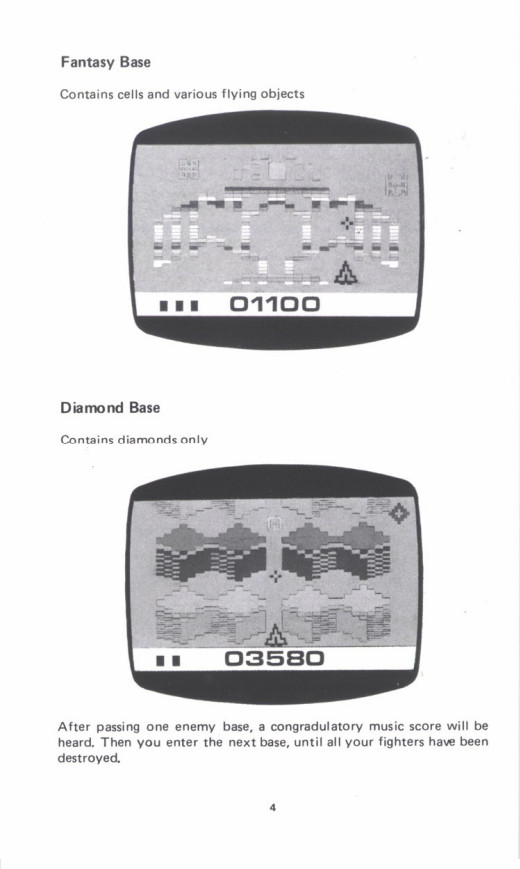 Fantasy Base
Contains cells and various flying objects
01100
Diamond Base
Contains diamonds only
03580
After passing one enemy base, a congradulatory music score will be
heard. Then you enter the next base, until all your fighters have been
destroyed.
4